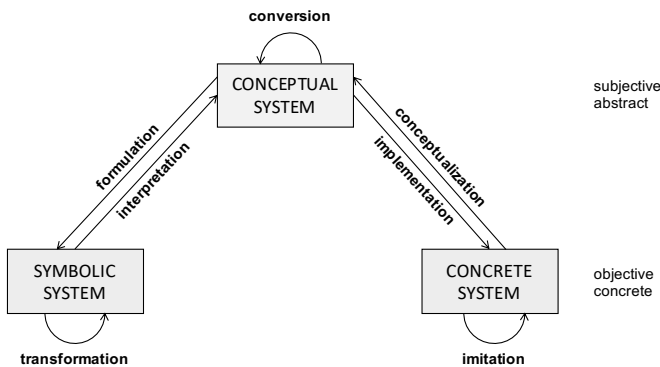 conversion
CONCEPTUAL
SYSTEM
subjective
abstract
formulation
interpretation
implementation
conceptualization
SYMBOLIC
SYSTEM
CONCRETE
SYSTEM
objective
concrete
transformation
imitation